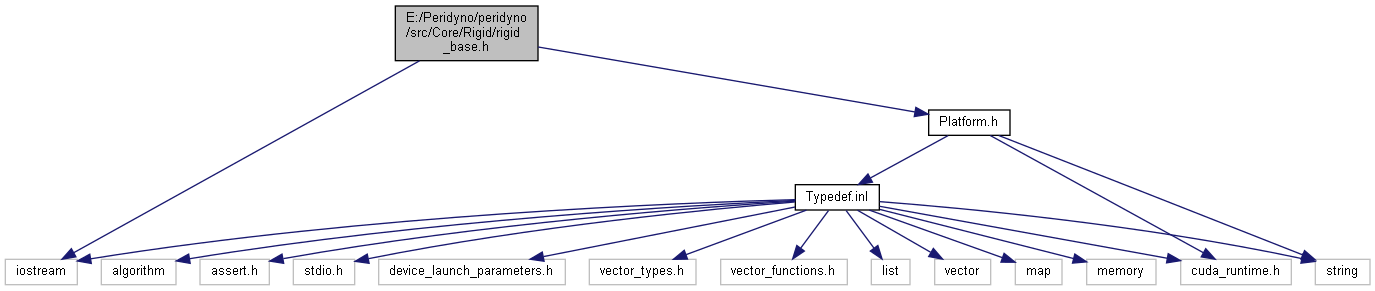 E:/Peridyno/peridyno
/src/Core/Rigid/rigid
_base.h
Platform.h
Typedef.inl
iostream
algorithm
assert.h
stdio.h
device_launch_parameters.h
vector_types.h
vector_functions.h
list
vector
map
memory
cuda_runtime.h
string